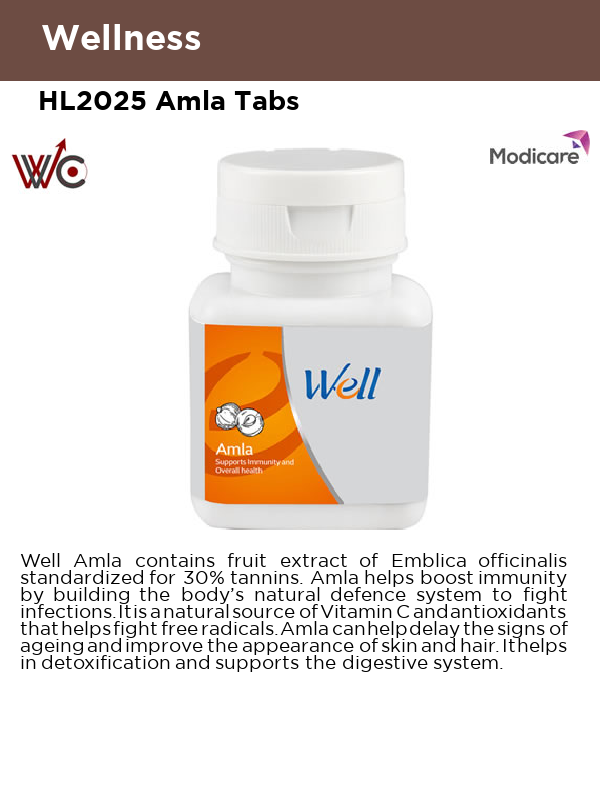 Wellness
HL2025 Amla Tabs
WC
Modicare
Well
Amla
Supports Immunity and
Overall health
Well Amla contains fruit extract of Emblica officinalis
standardized for 30% tannins. Amla helps boost immunity
by building the body's natural defence system to fight
infections. It is a natural source of Vitamin C and antioxidants
that helps fight free radicals. Amla can help delay the signs of
ageing and improve the appearance of skin and hair. It helps
in detoxification and supports the digestive system.